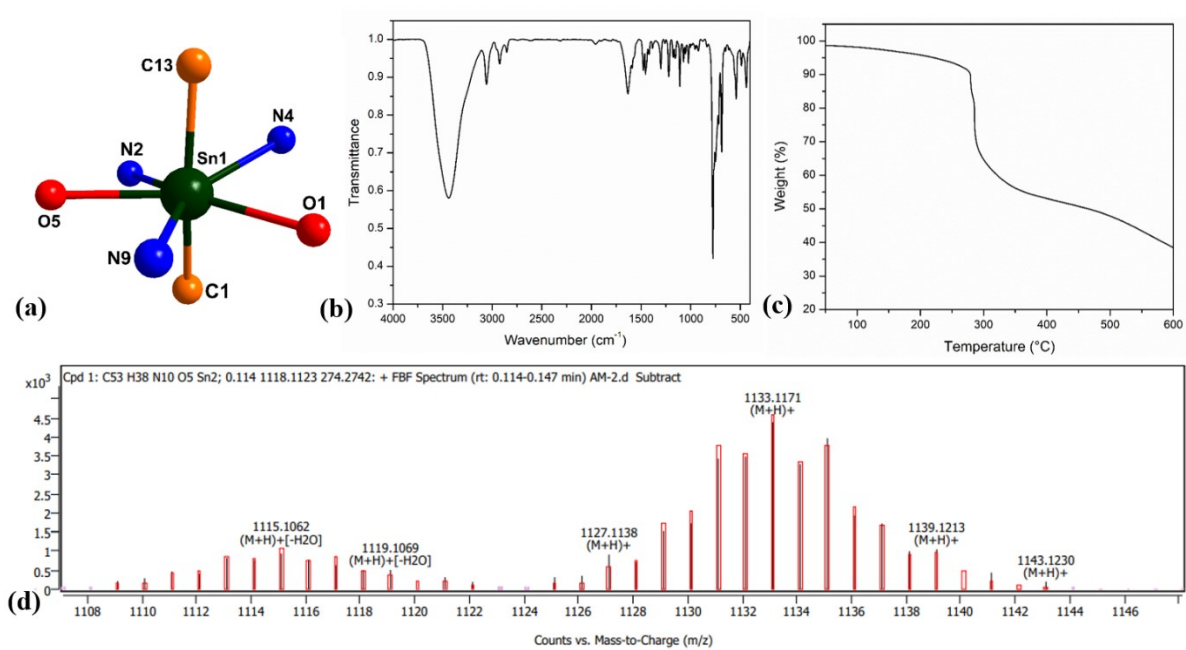 C13
N4
N2
Sn1
O5
O1
N9
C1
(a)
1.0
0.9
0.8
0.7
0.6
0.5
0.4
0.3
Transmittance
4000 3500 3000 2500 2000 1500 1000 500
Wavenumber (cm-1)
(b)
100
90
80
70
60
50
40
30
20
Weight (%)
100 200 300 400 500 600
Temperature (°C)
(c)
x10³ Cpd 1: C53 H38 N10 O5 Sn2; 0.114 1118.1123 274.2742: + FBF Spectrum (rt: 0.114-0.147 min) AM-2.d Subtract
4.5
4
3.5
3
2.5
2
1.5
1
0.5
0
1133.1171
(M+H)+
1115.1062
(M+H)+[-H2O]
1119.1069
(M+H)+[-H2O]
1127.1138
(M+H)+
1139.1213
(M+H)+
1143.1230
(M+H)+
(d)
1108 1110 1112 1114 1116 1118 1120 1122 1124 1126 1128 1130 1132 1134 1136 1138 1140 1142 1144 1146
Counts vs. Mass-to-Charge (m/z)